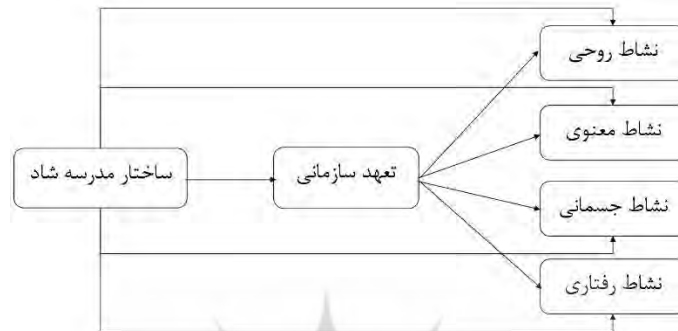 نشاط روحی
نشاط معنوی
ساختار مدرسه شاد
تعهد سازمانی
نشاط جسمانی
نشاط رفتاری